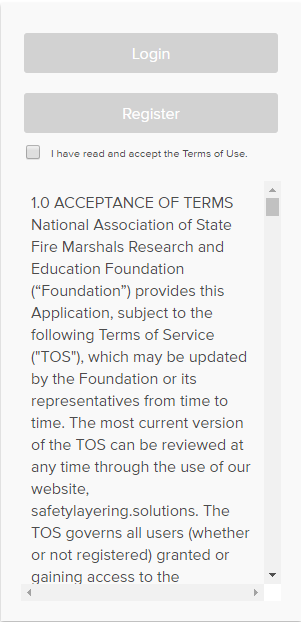 Login
Register
I have read and accept the Terms of Use.
1.0 ACCEPTANCE OF TERMS
National Association of State
Fire Marshals Research and
Education Foundation
(“Foundation”) provides this
Application, subject to the
following Terms of Service
("TOS"), which may be updated
by the Foundation or its
representatives from time to
time. The most current version
of the TOS can be reviewed at
any time through the use of our
website,
safetylayering.solutions. The
TOS governs all users (whether
or not registered) granted or
gaining access to the